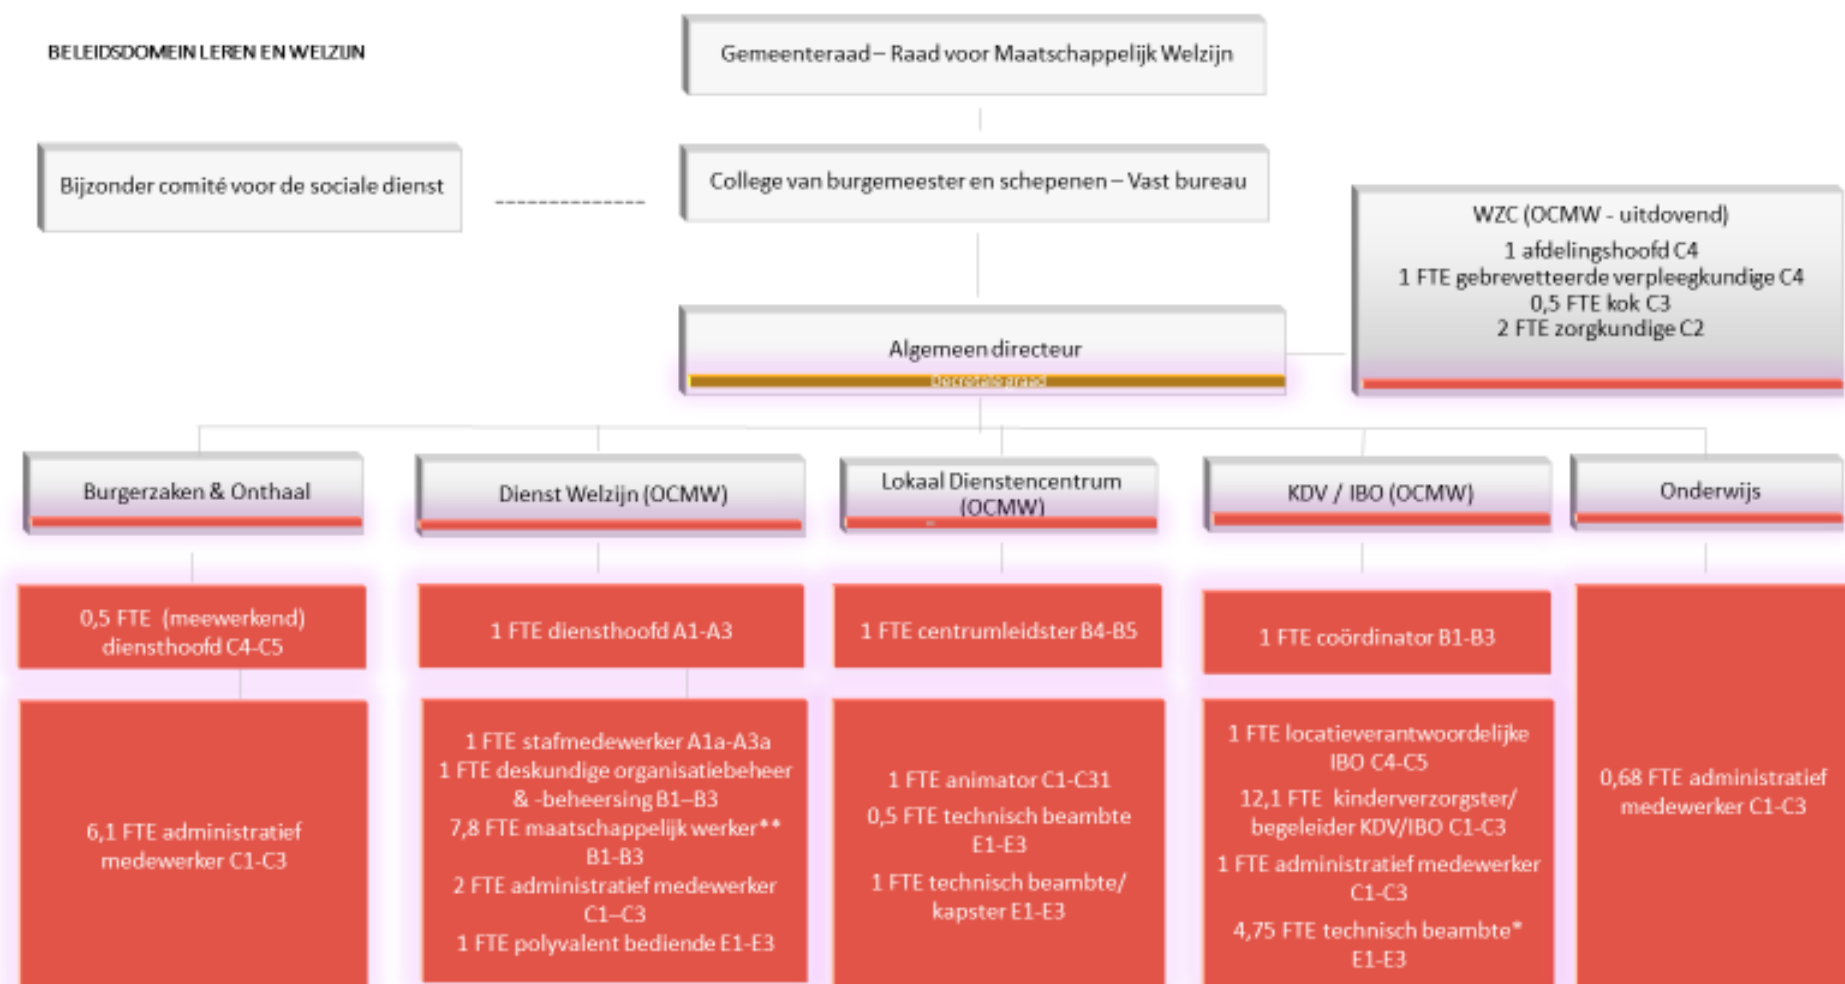 BELEIDSDOMEIN LEREN EN WELZIJN
Gemeenteraad – Raad voor Maatschappelijk Welzijn
Bijzonder comité voor de sociale dienst
--------------
College van burgemeester en schepenen – Vast bureau
WZC (OCMW - uitdovend)
1 afdelingshoofd C4
1 FTE gebrevetteerde verpleegkundige C4
0,5 FTE kok C3
2 FTE zorgkundige C2
Algemeen directeur
Decretale graad
Burgerzaken & Onthaal
Dienst Welzijn (OCMW)
Lokaal Dienstencentrum
(OCMW)
KDV / IBO (OCMW)
Onderwijs
0,5 FTE (meewerkend)
diensthoofd C4-C5
6,1 FTE administratief
medewerker C1-C3
1 FTE diensthoofd A1-A3
1 FTE stafmedewerker A1a-A3a
1 FTE deskundige organisatiebeheer
& -beheersing B1–B3
7,8 FTE maatschappelijk werker**
B1-B3
2 FTE administratief medewerker
C1–C3
1 FTE polyvalent bediende E1-E3
1 FTE centrumleidster B4-B5
1 FTE animator C1-C31
0,5 FTE technisch beambte
E1-E3
1 FTE technisch beambte/
kapster E1-E3
1 FTE coördinator B1-B3
1 FTE locatieverantwoordelijke
IBO C4-C5
12,1 FTE kinderverzorgster/
begeleider KDV/IBO C1-C3
1 FTE administratief medewerker
C1-C3
4,75 FTE technisch beambte*
E1-E3
0,68 FTE administratief
medewerker C1-C3